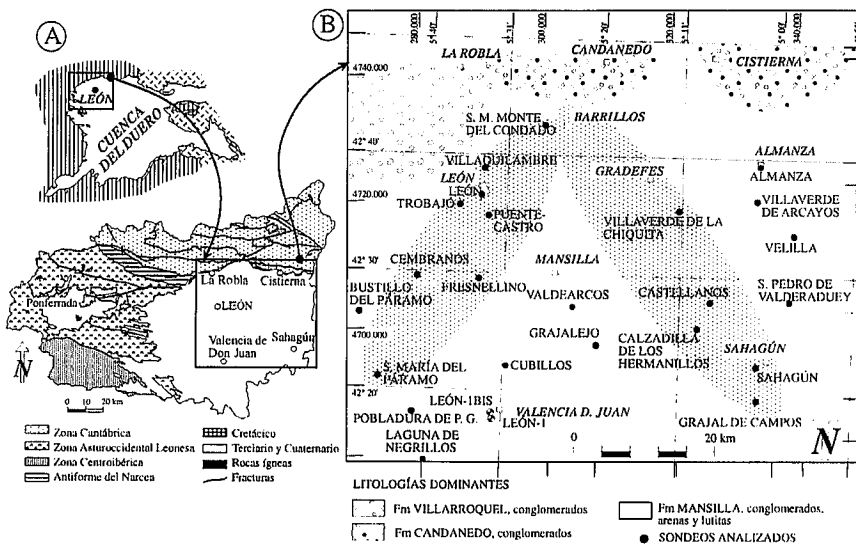 A
LEÓN
CUENCA
DEL DUERO
La Robla
Cistierna
LEÓN
Ponferrada
Valencia de
Don Juan
Sahagún
N
0 10 20 km
Zona Cantábrica
Zona Asturoccidental Leonesa
Zona Centroibérica
Antiforme del Narcea
Cretácico
Terciario y Cuaternario
Rocas ígneas
Fracturas
B
280.000
300.000
320.000
340.000
4740.000
LA ROBLA
CANDANEDO
CISTIERNA
S. M. MONTE
DEL CONDADO
BARRILLOS
42° 40'
VILLAQUILAMBRE
ALMANZA
LEÓN
GRADEFES
ALMANZA
LEÓN
4720.000
TROBAJO
PUENTE-
CASTRO
VILLAVERDE DE LA
CHIQUITA
VILLAVERDE
DE ARCAYOS
VELILLA
42° 30'
CEMBRANOS
MANSILLA
BUSTILLO
DEL PÁRAMO
FRESNELLINO
VALDEARCOS
CASTELLANOS
S. PEDRO DE
VALDERADUEY
4700.000
GRAJALEJO
CALZADILLA
DE LOS
HERMANILLOS
SAHAGÚN
S. MARÍA DEL
PÁRAMO
CUBILLOS
SAHAGÚN
42° 20'
LEÓN-1BIS
POBLADURA DE P. G.
VALENCIA D. JUAN
LEÓN-1
GRAJAL DE CAMPOS
LAGUNA DE
NEGRILLOS
0 20 km
N
LITOLOGÍAS DOMINANTES
Fm VILLARROQUEL, conglomerados
Fm CANDANEDO, conglomerados
Fm MANSILLA, conglomerados,
arenas y lutitas
SONDEOS ANALIZADOS